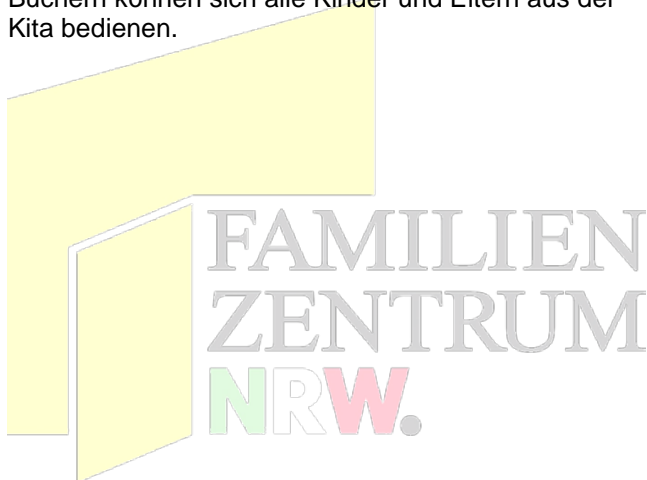 Büchern können sich alle Kinder und Eltern aus der
Kita bedienen.
FAMILIEN
ZENTRUM
NRW.